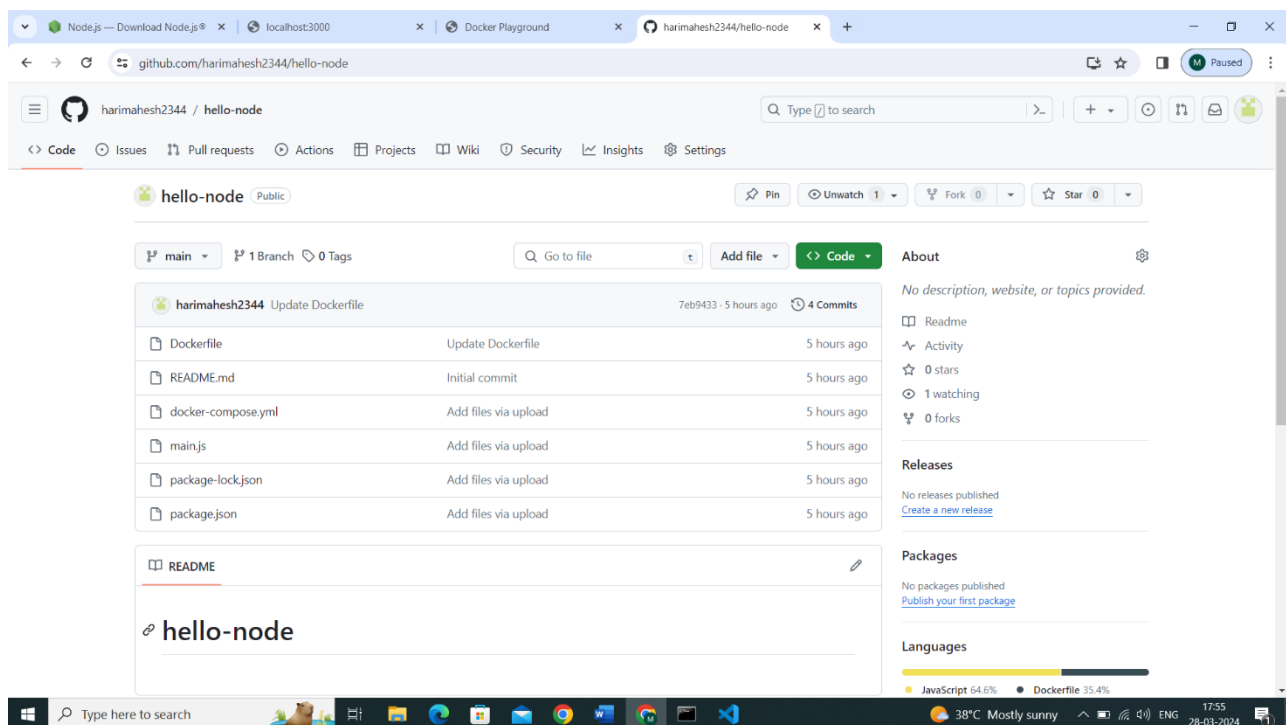 Node.js — Download Node.js®
localhost:3000
Docker Playground
harimahesh2344/hello-node
github.com/harimahesh2344/hello-node
M Paused
harimahesh2344 / hello-node
Type / to search
Code Issues Pull requests Actions Projects Wiki Security Insights Settings
hello-node Public
Pin Unwatch 1 Fork 0 Star 0
main 1 Branch 0 Tags Go to file t Add file Code
harimahesh2344 Update Dockerfile 7eb9433 · 5 hours ago 4 Commits
Dockerfile Update Dockerfile 5 hours ago
README.md Initial commit 5 hours ago
docker-compose.yml Add files via upload 5 hours ago
main.js Add files via upload 5 hours ago
package-lock.json Add files via upload 5 hours ago
package.json Add files via upload 5 hours ago
README
hello-node
About
No description, website, or topics provided.
Readme
Activity
0 stars
1 watching
0 forks
Releases
No releases published
Create a new release
Packages
No packages published
Publish your first package
Languages
JavaScript 64.6% Dockerfile 35.4%
Type here to search
38°C Mostly sunny
ENG
17:55
28-03-2024